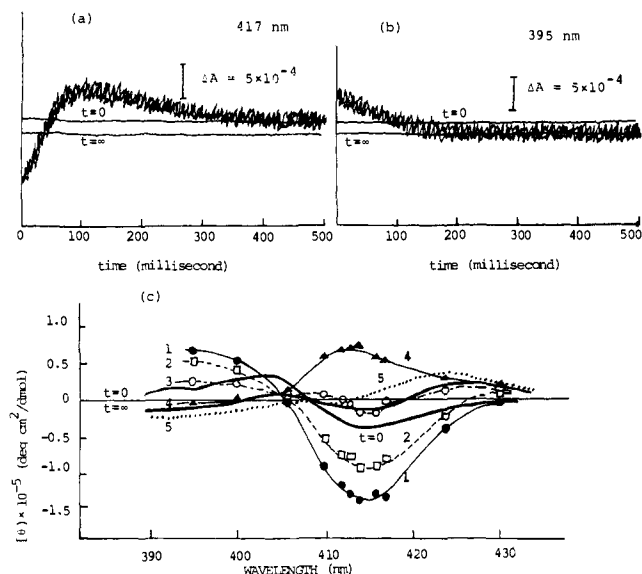 (a)
417 nm
ΔA = 5×10⁻⁴
t=0
t=∞
0 100 200 300 400 500
time (millisecond)
(b)
395 nm
ΔA = 5×10⁻⁴
t=0
t=∞
0 100 200 300 400 500
time (millisecond)
(c)
1.0
0.5
0
-0.5
-1.0
-1.5
[θ]×10⁻⁵ (deq cm²/dmol)
1
2
3
t=0
t=∞
4
5
4
5
t=0
2
1
390 400 410 420 430
WAVELENGTH (nm)